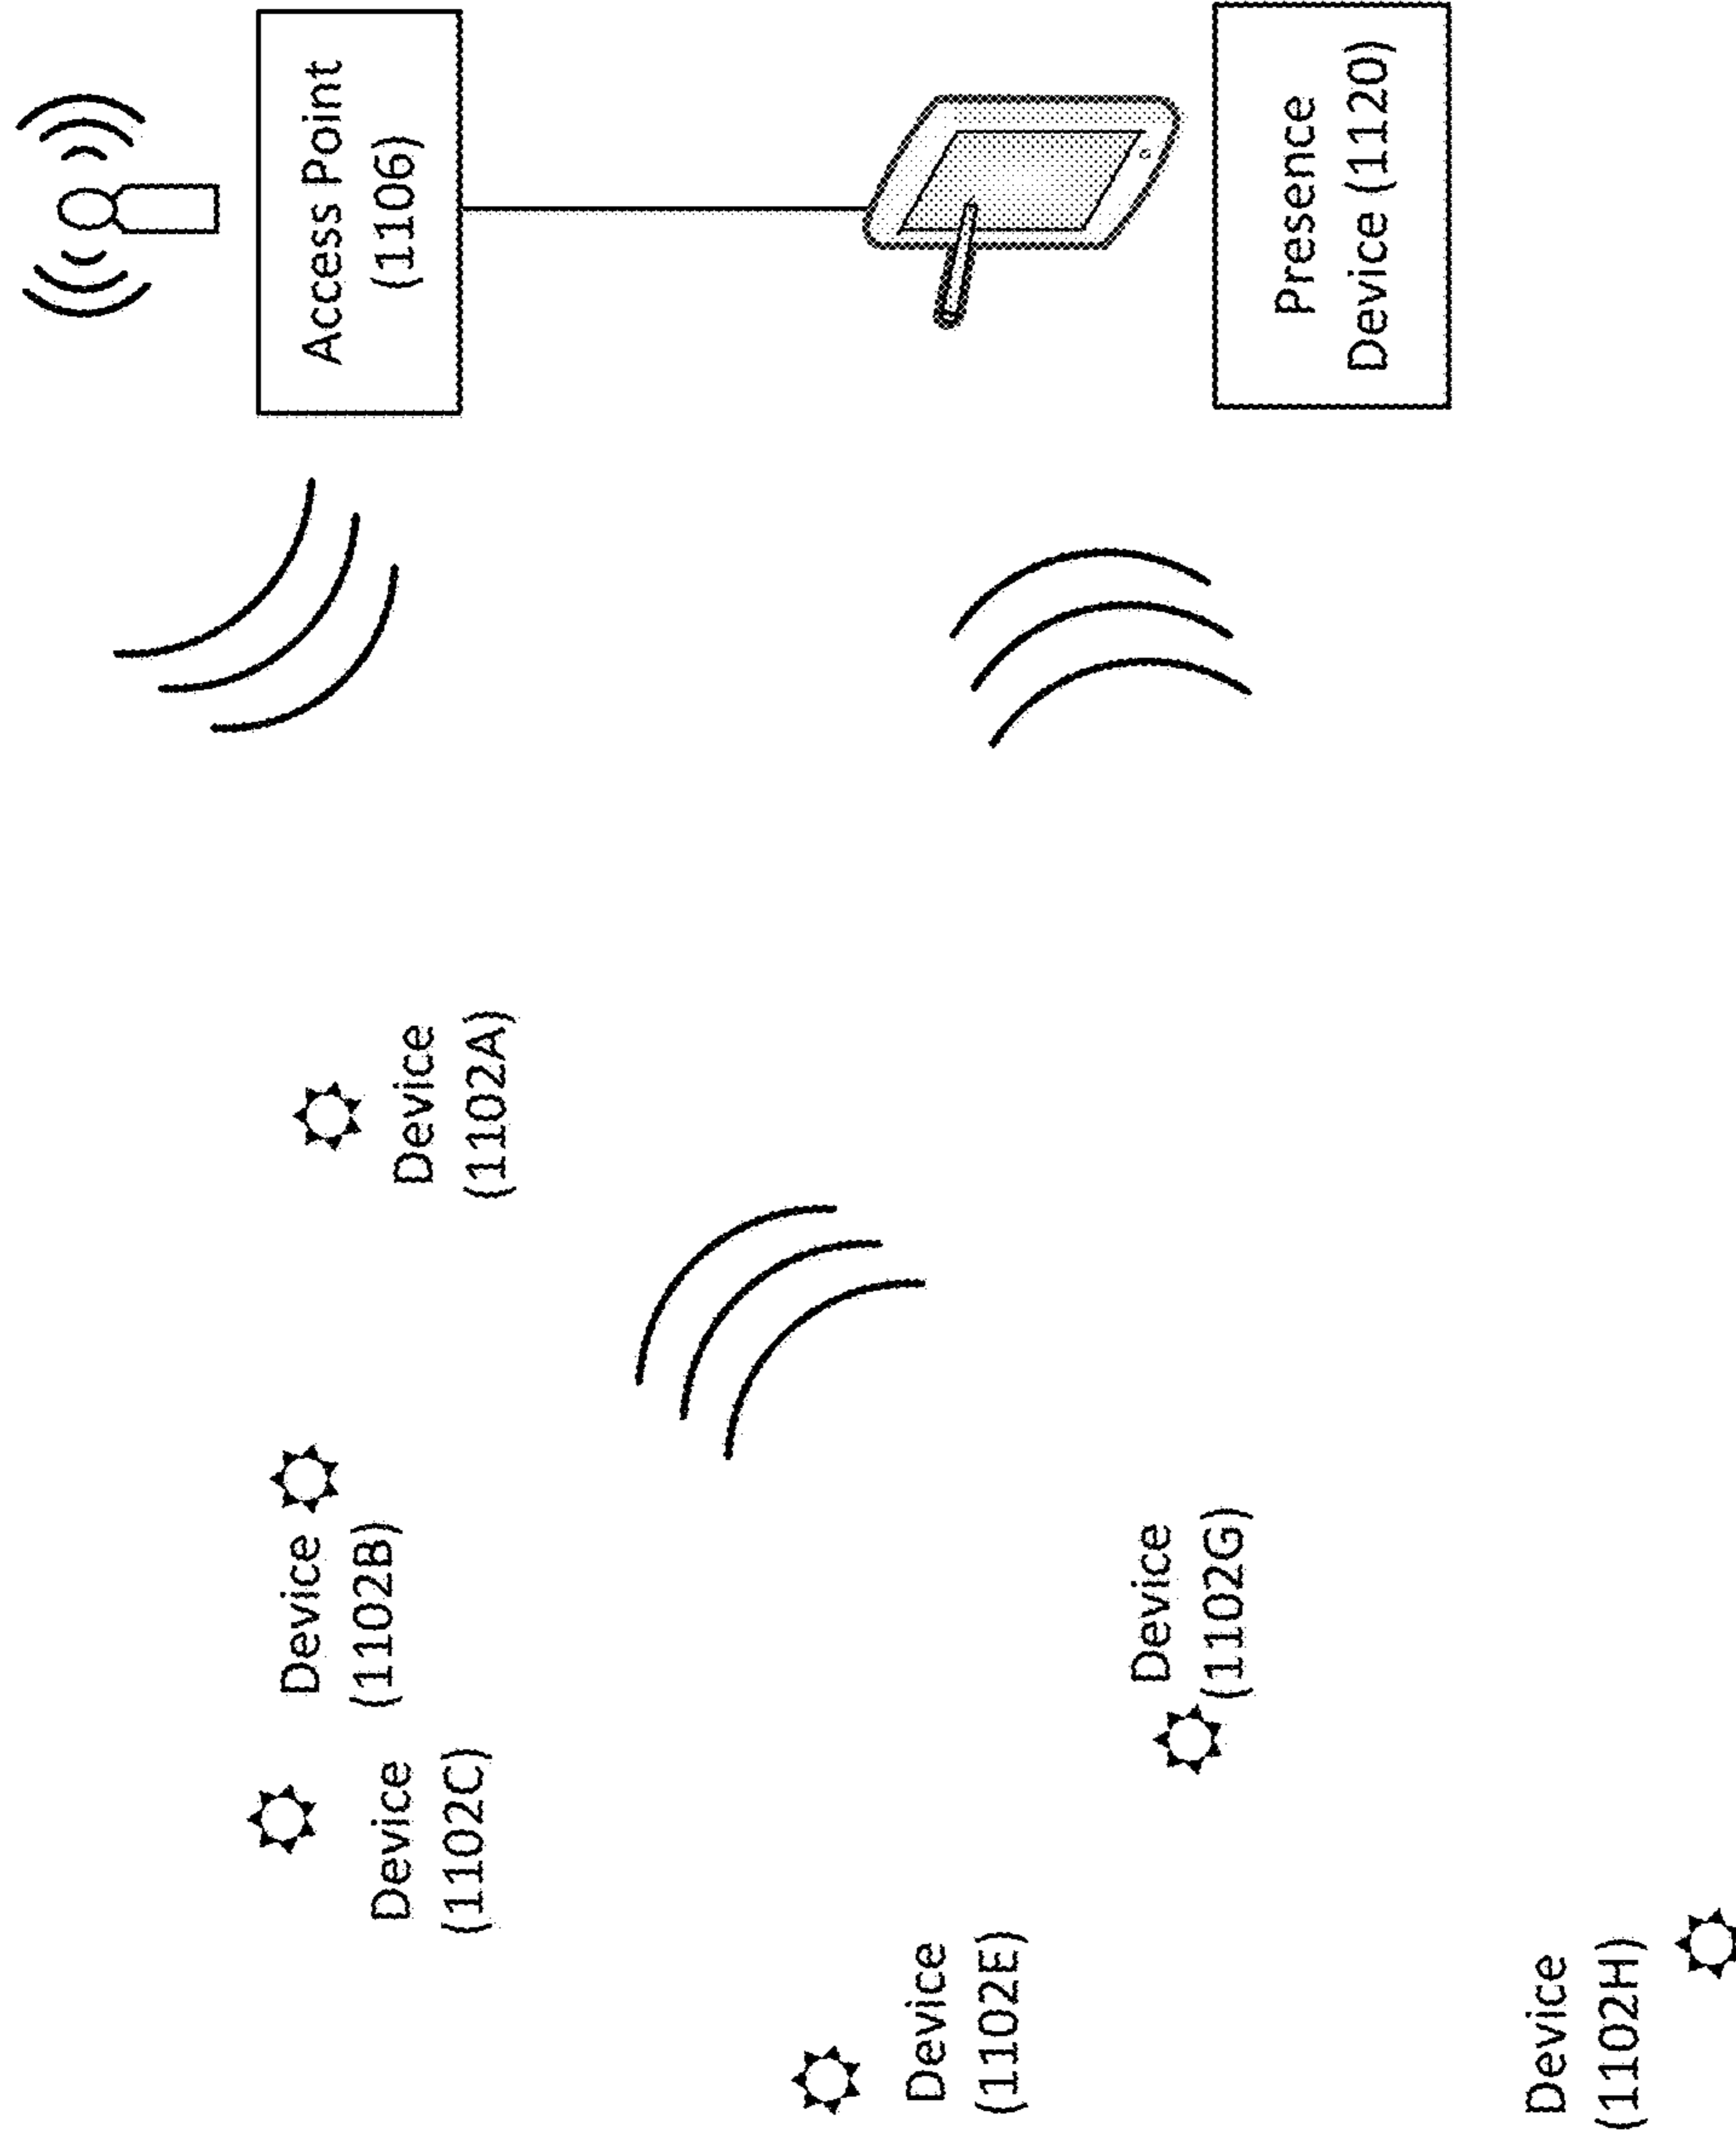 Device
(1102B)
Access Point
(1106)
Device
(1102C)
Device
(1102A)
Device
(1102E)
Device
(1102G)
Presence
Device (1120)
Device
(1102H)